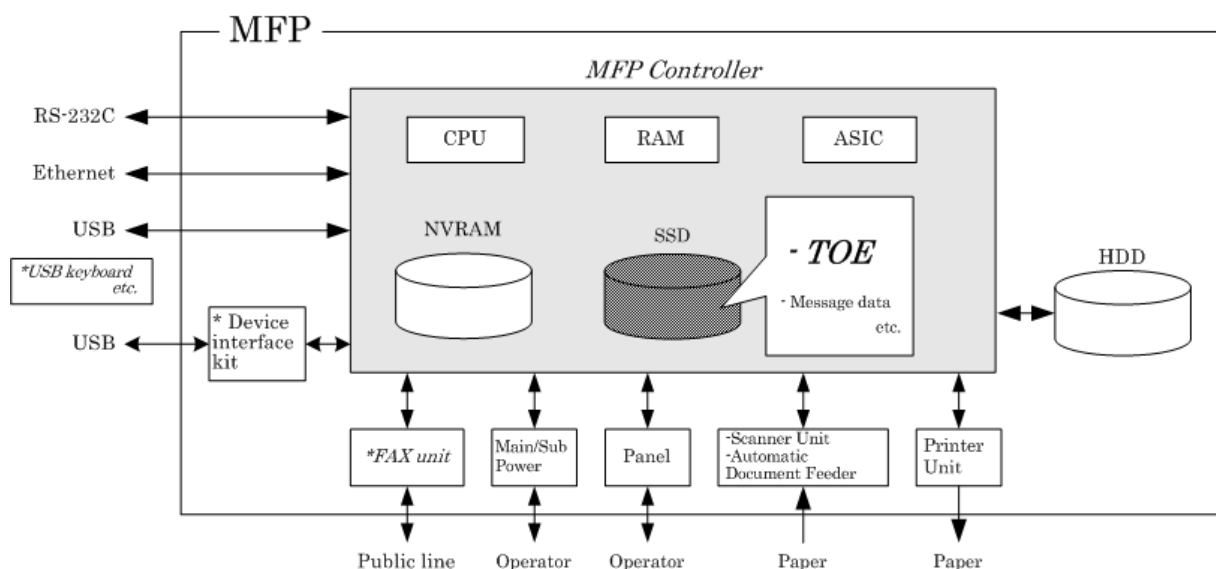 MFP
MFP Controller
RS-232C
CPU
RAM
ASIC
Ethernet
USB
NVRAM
SSD
- TOE
- Message data
etc.
HDD
*USB keyboard
etc.
USB
* Device
interface
kit
*FAX unit
Main/Sub
Power
Panel
-Scanner Unit
-Automatic
Document Feeder
Printer
Unit
Public line
Operator
Operator
Paper
Paper